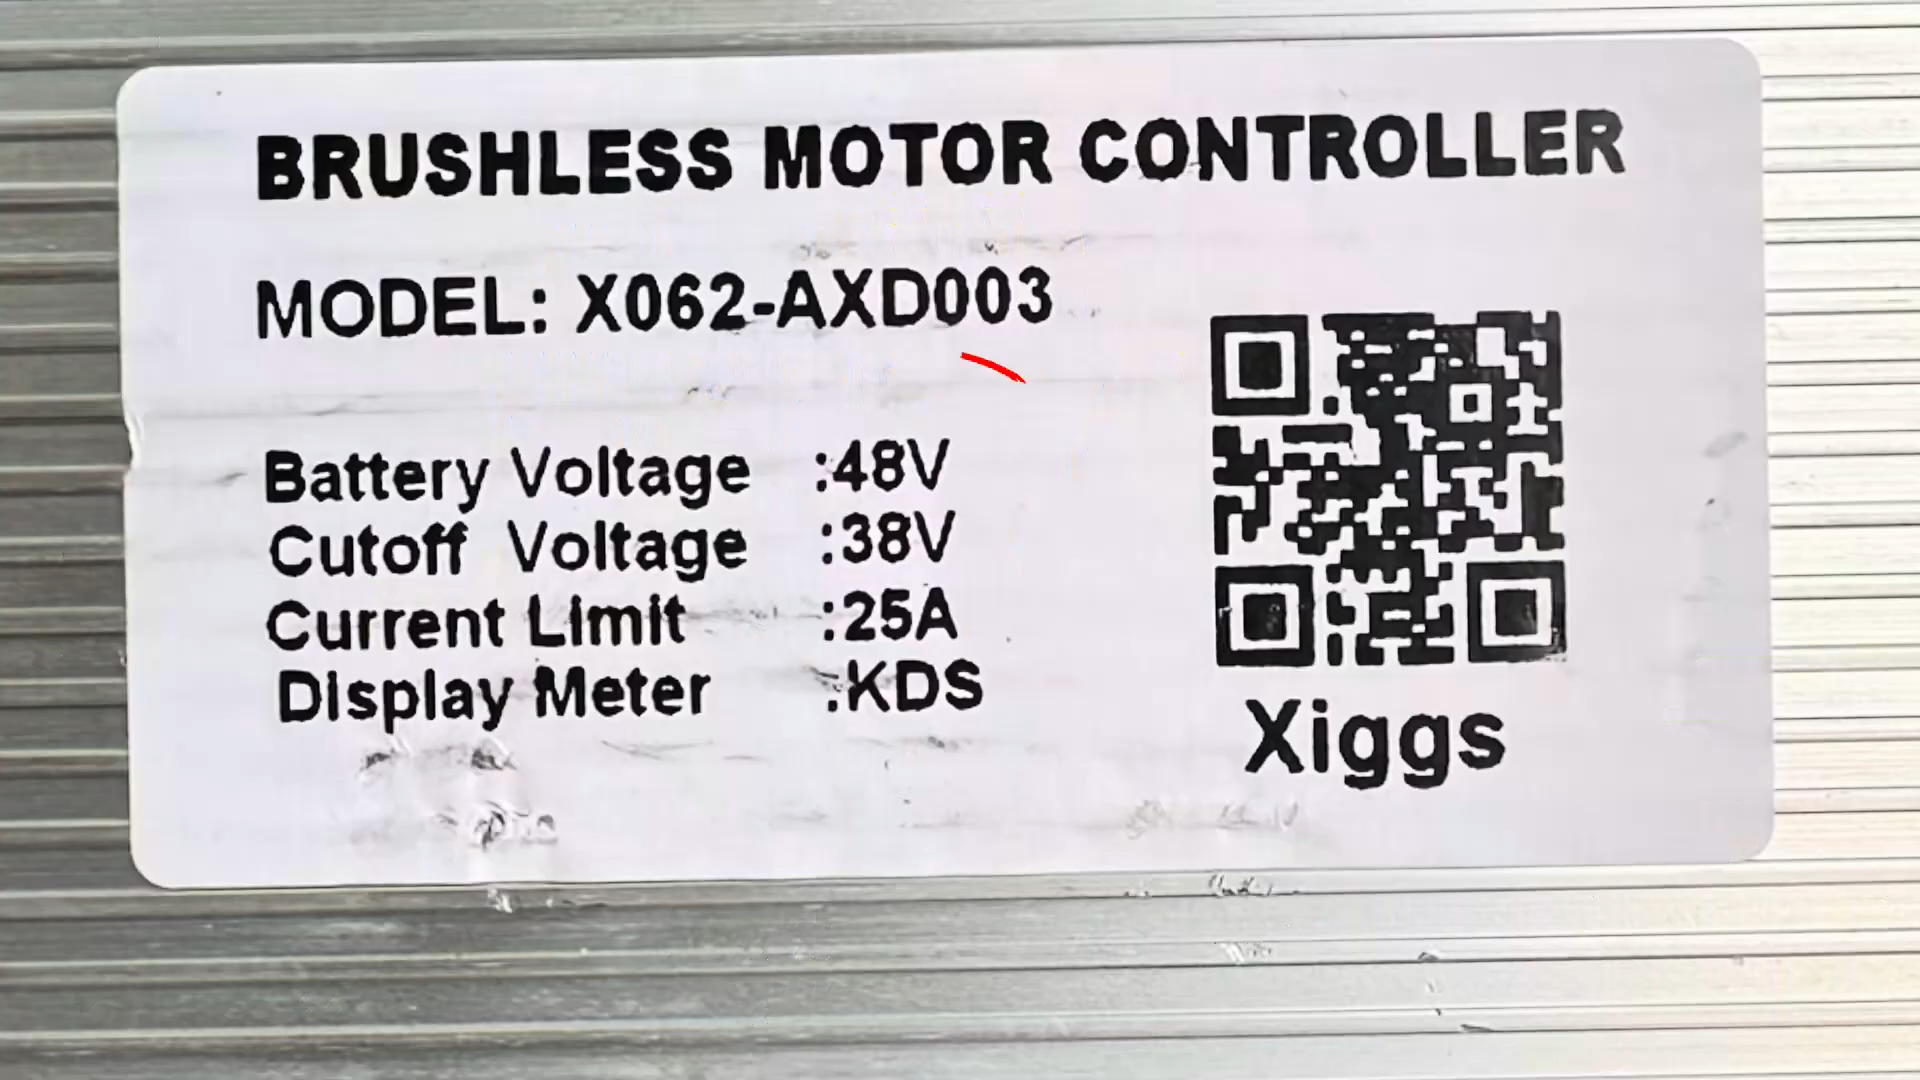 BRUSHLESS MOTOR CONTROLLER
MODEL: X062-AXD003
Battery Voltage :48V
Cutoff Voltage :38V
Current Limit :25A
Display Meter :KDS
Xiggs